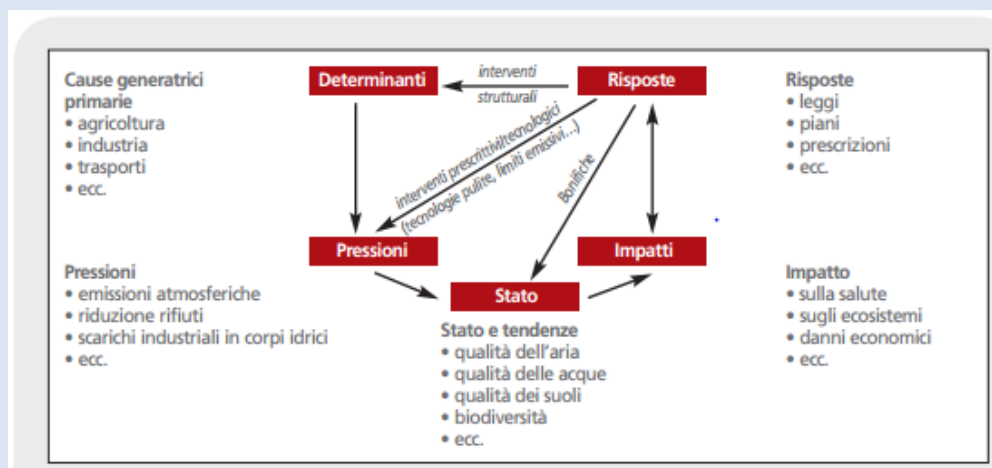 Cause generatrici
primarie
• agricoltura
• industria
• trasporti
• ecc.
Determinanti
interventi
strutturali
Risposte
Risposte
• leggi
• piani
• prescrizioni
• ecc.
interventi prescrittivi/tecnologici
(tecnologie pulite, limiti emissivi...)
Bonifiche
Pressioni
Impatti
Stato
Pressioni
• emissioni atmosferiche
• riduzione rifiuti
• scarichi industriali in corpi idrici
• ecc.
Stato e tendenze
• qualità dell'aria
• qualità delle acque
• qualità dei suoli
• biodiversità
• ecc.
Impatto
• sulla salute
• sugli ecosistemi
• danni economici
• ecc.